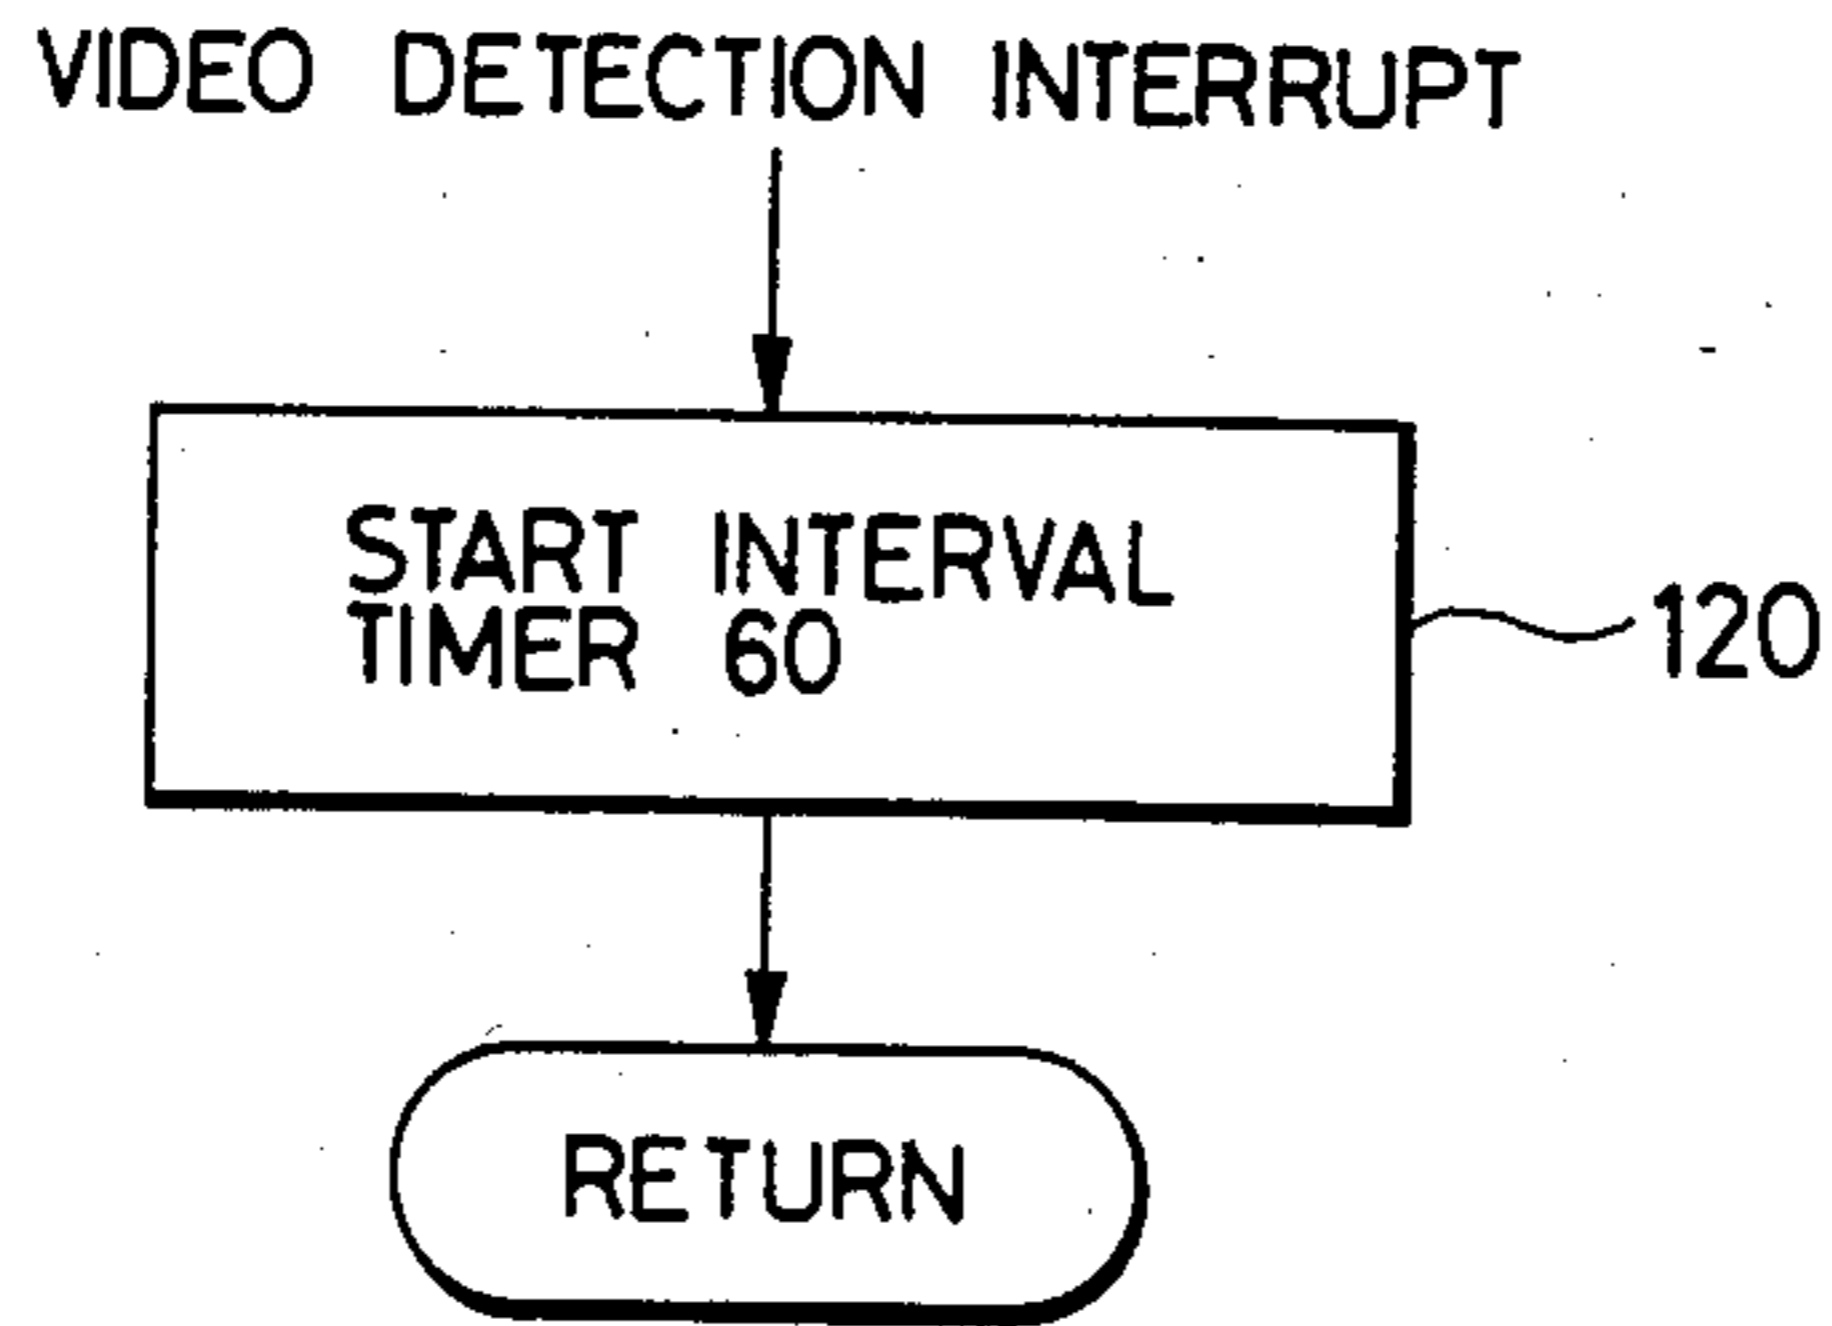 VIDEO DETECTION INTERRUPT
START INTERVAL
TIMER 60
120
RETURN